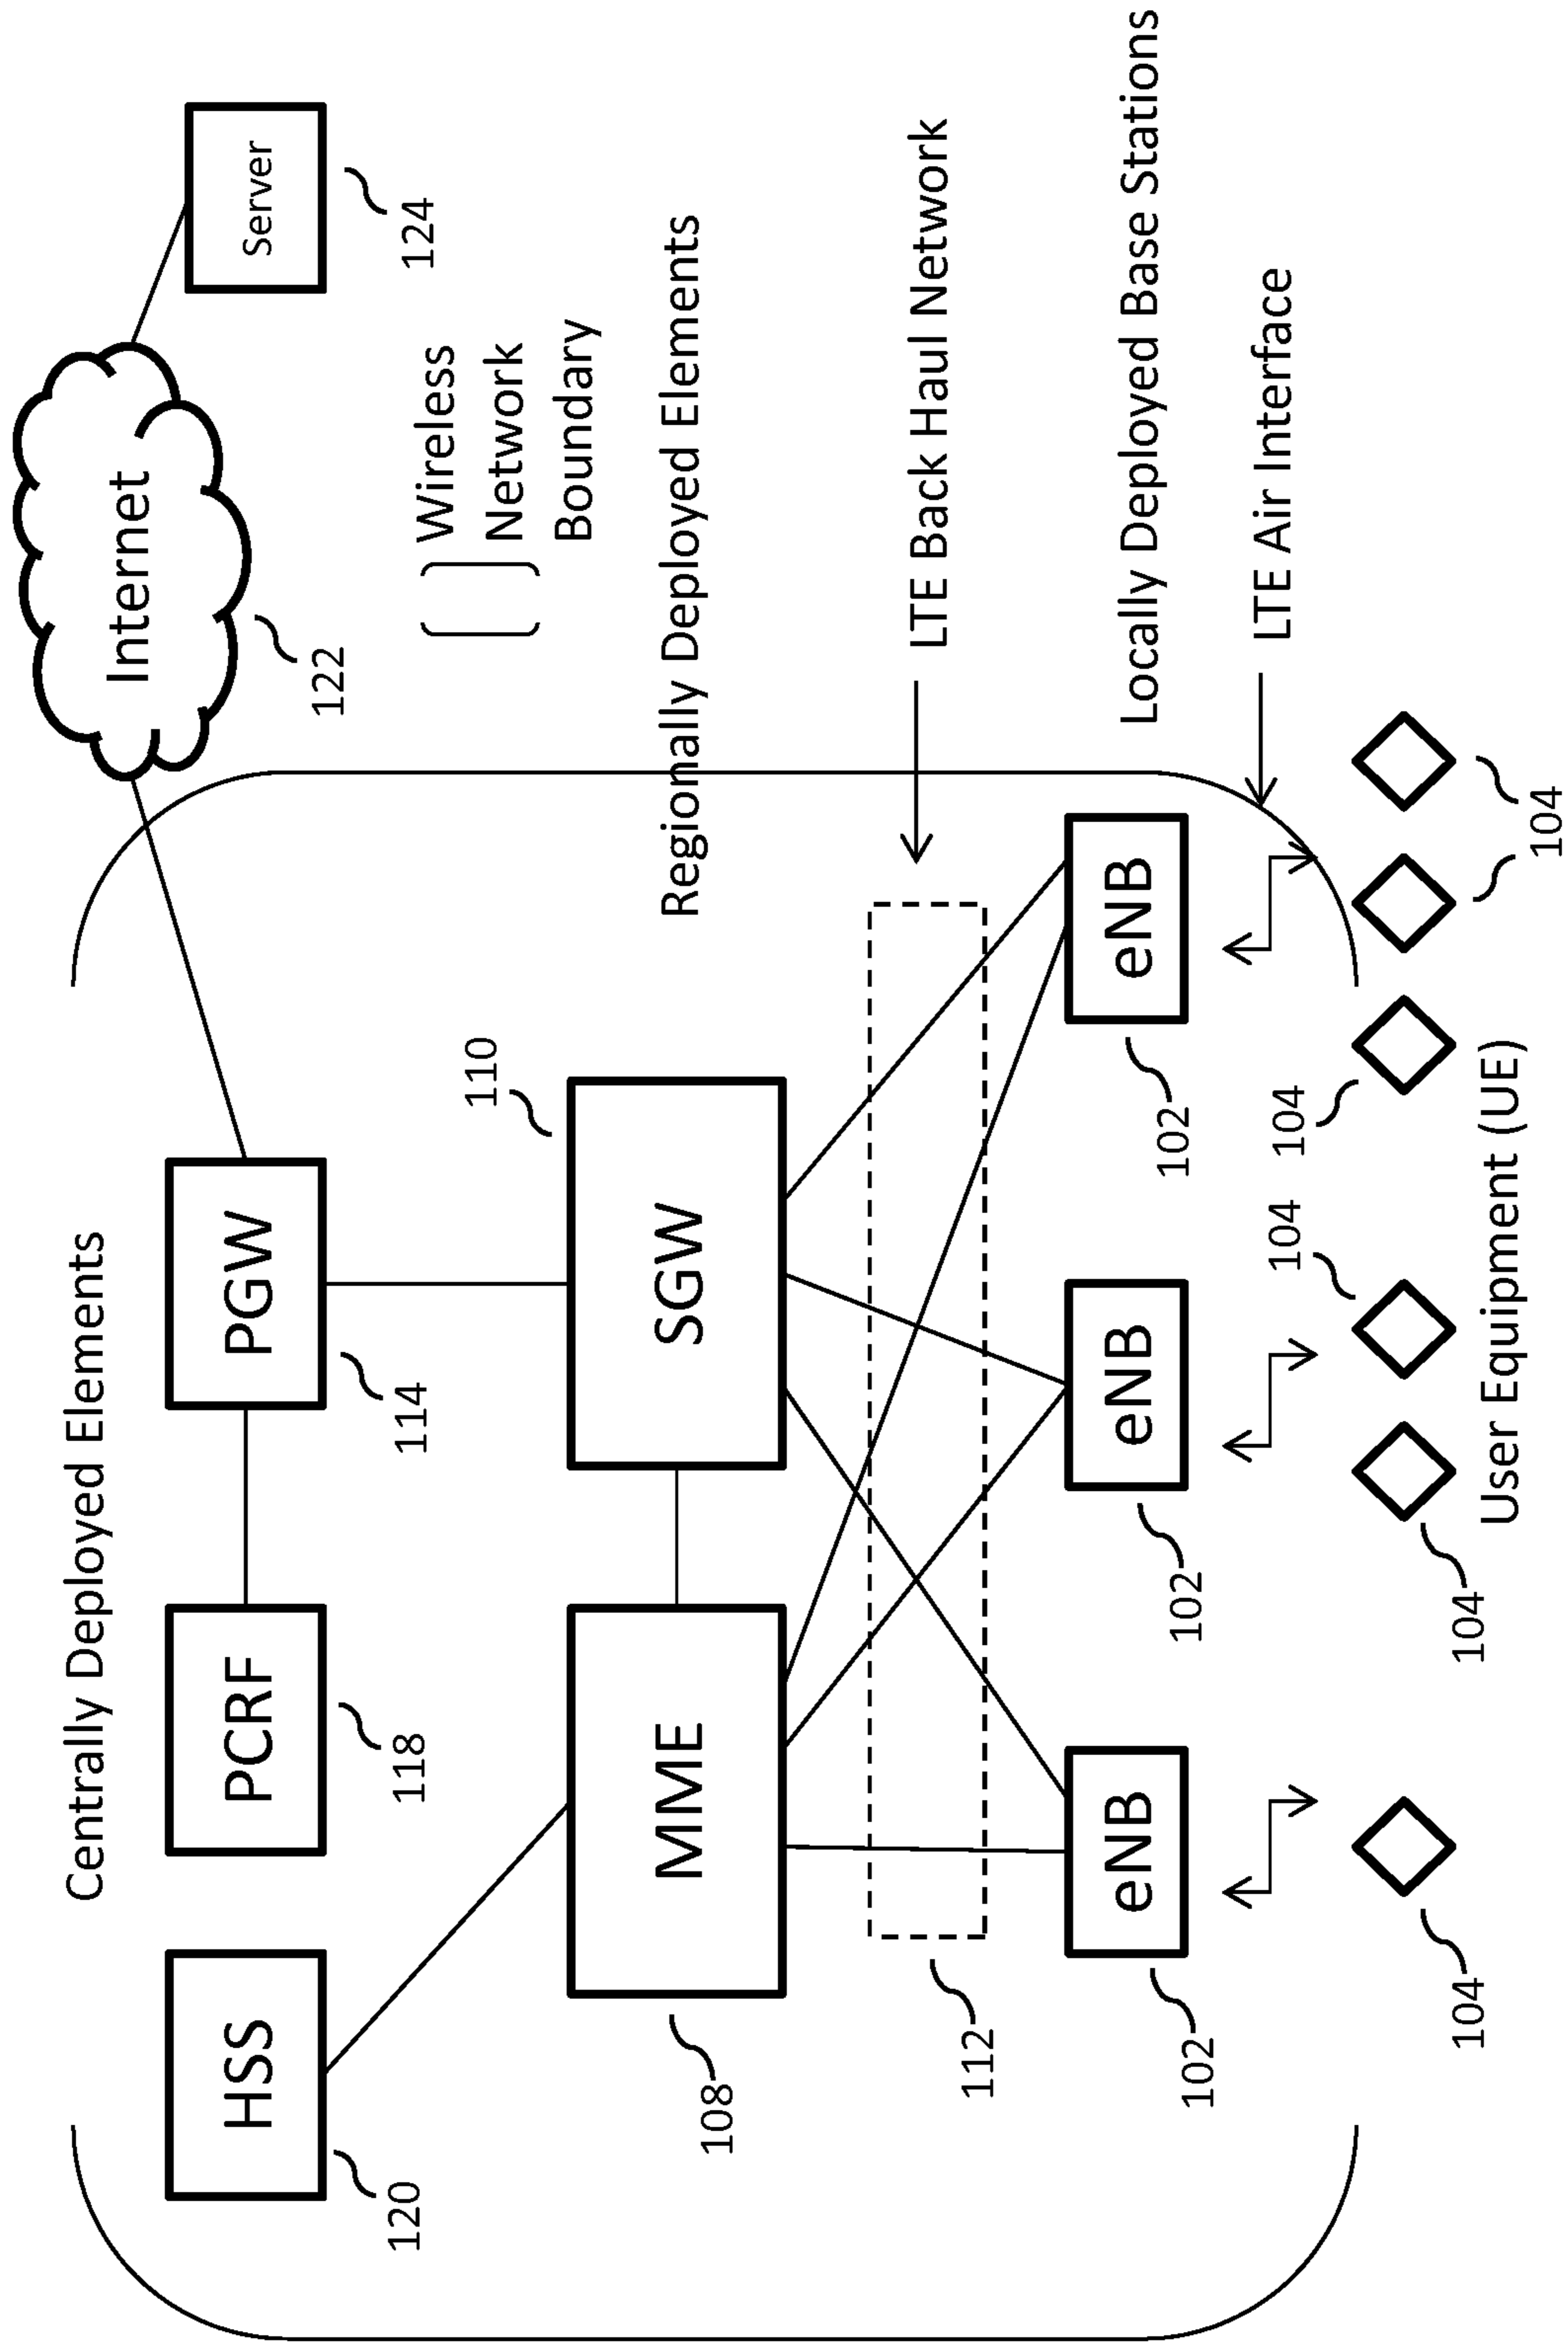 Internet
Server
122
124
Centrally Deployed Elements
Wireless
Network
Boundary
HSS
PCRF
PGW
120
118
114
110
Regionally Deployed Elements
MME
SGW
108
LTE Back Haul Network
112
Locally Deployed Base Stations
eNB
eNB
eNB
102
102
102
LTE Air Interface
104
104
104
104
104
User Equipment (UE)